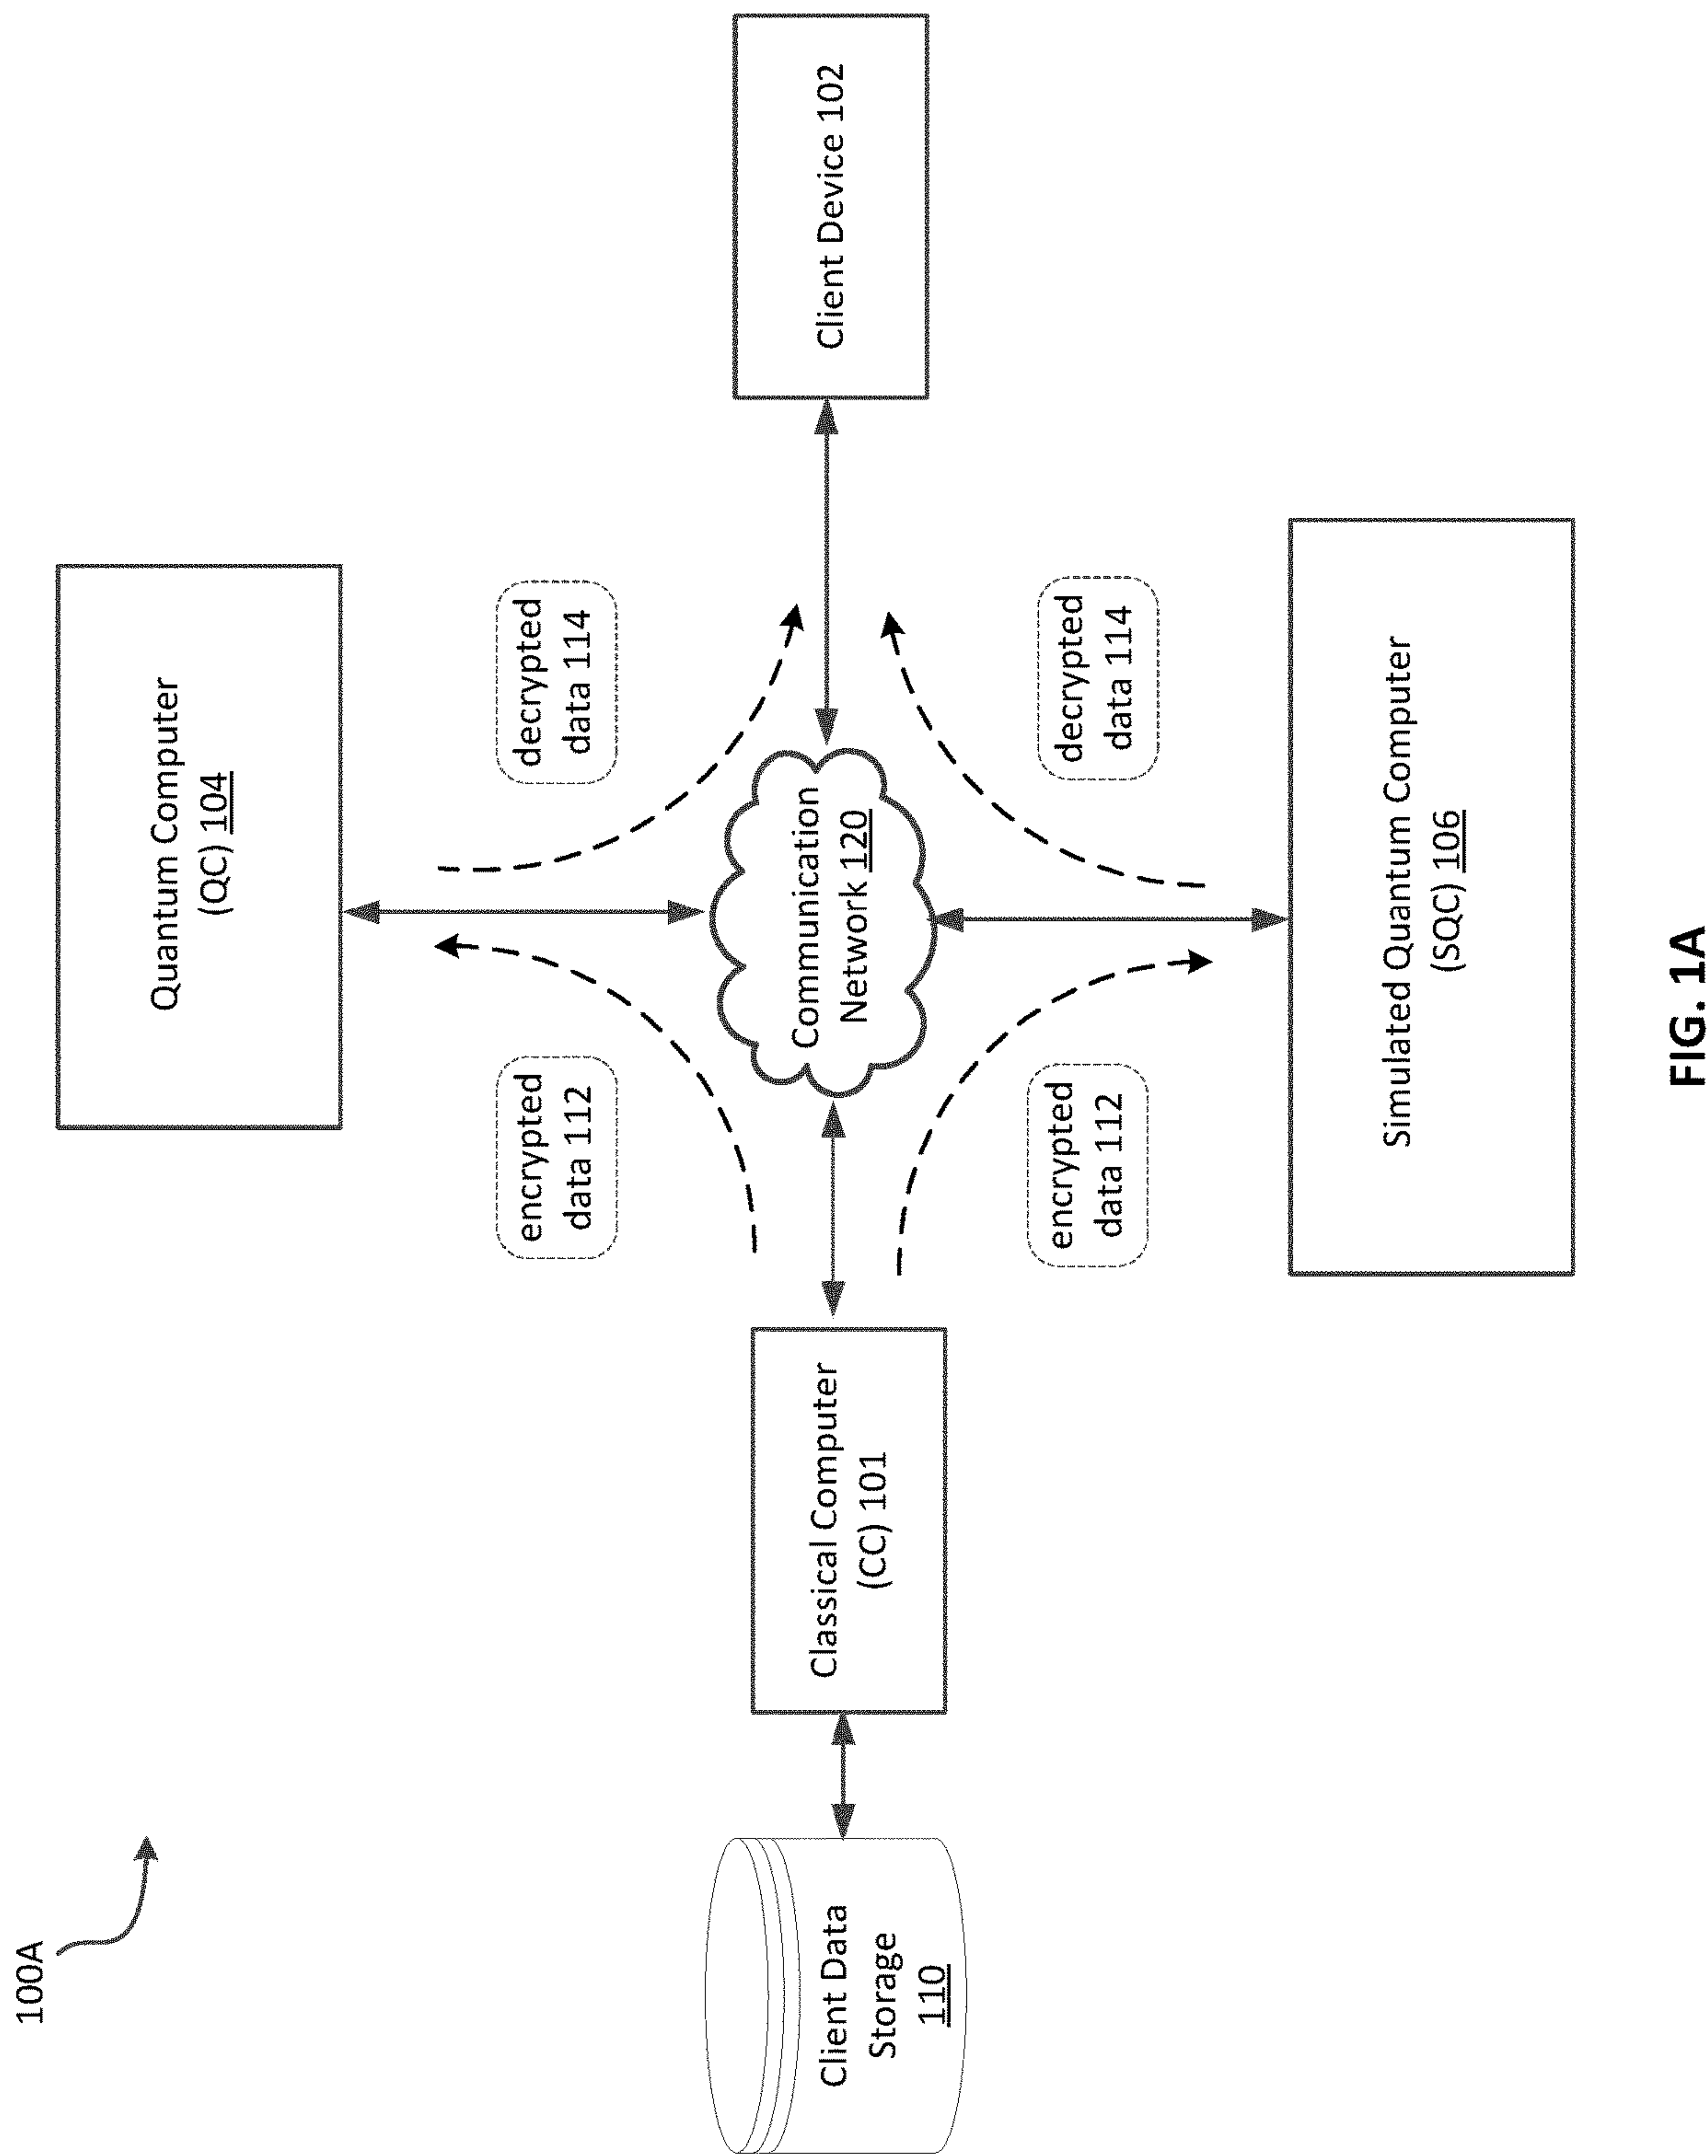 100A
Quantum Computer
(QC) 104
encrypted
data 112
decrypted
data 114
Client Data
Storage
110
Classical Computer
(CC) 101
Communication
Network 120
Client Device 102
encrypted
data 112
decrypted
data 114
Simulated Quantum Computer
(SQC) 106
FIG. 1A